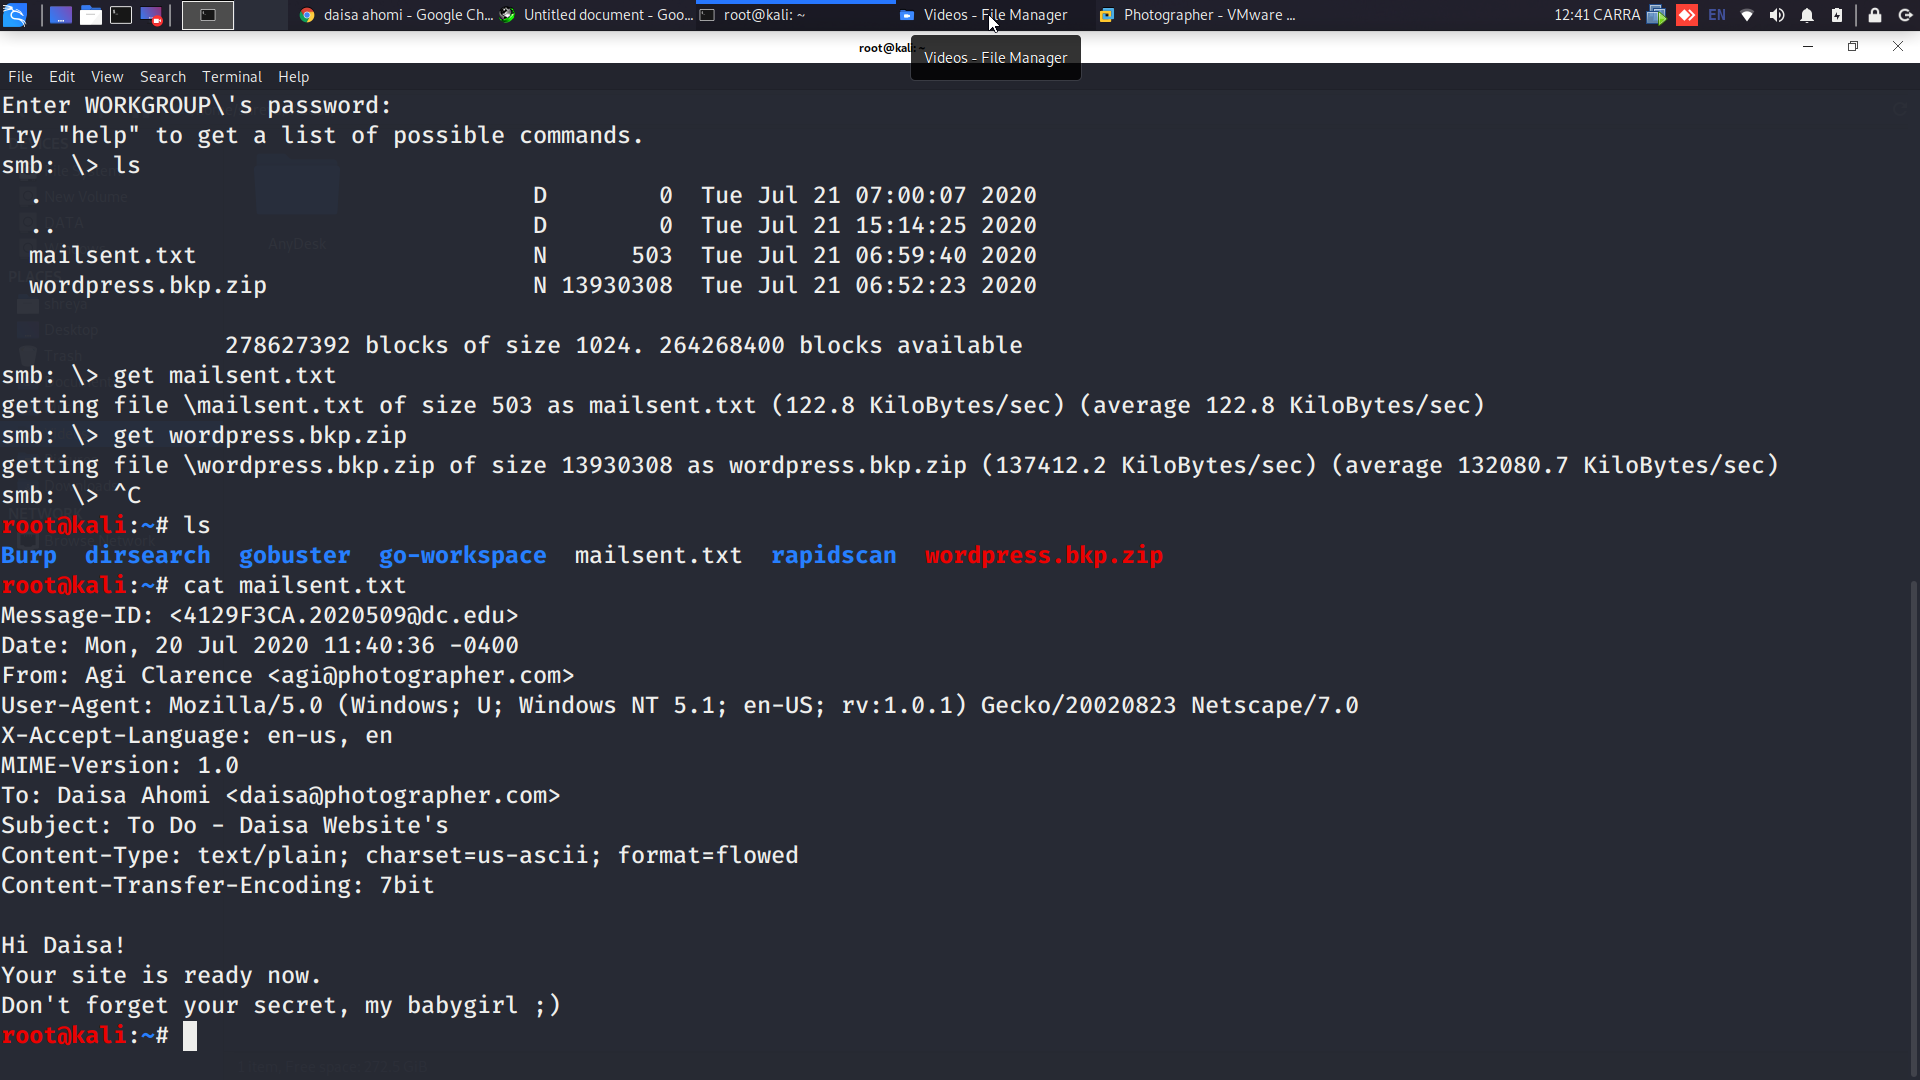 daisa ahomi - Google Ch...
Untitled document - Goo...
root@kali: ~
Videos - File Manager
Photographer - VMware ...
12:41 CARRA
EN
root@kali: ~
Videos - File Manager
File Edit View Search Terminal Help
Enter WORKGROUP\'s password:
Try "help" to get a list of possible commands.
smb: \> ls
. D 0 Tue Jul 21 07:00:07 2020
.. D 0 Tue Jul 21 15:14:25 2020
mailsent.txt N 503 Tue Jul 21 06:59:40 2020
wordpress.bkp.zip N 13930308 Tue Jul 21 06:52:23 2020
278627392 blocks of size 1024. 264268400 blocks available
smb: \> get mailsent.txt
getting file \mailsent.txt of size 503 as mailsent.txt (122.8 KiloBytes/sec) (average 122.8 KiloBytes/sec)
smb: \> get wordpress.bkp.zip
getting file \wordpress.bkp.zip of size 13930308 as wordpress.bkp.zip (137412.2 KiloBytes/sec) (average 132080.7 KiloBytes/sec)
smb: \> ^C
root@kali:~# ls
Burp dirsearch gobuster go-workspace mailsent.txt rapidscan wordpress.bkp.zip
root@kali:~# cat mailsent.txt
Message-ID: <4129F3CA.2020509@dc.edu>
Date: Mon, 20 Jul 2020 11:40:36 -0400
From: Agi Clarence <agi@photographer.com>
User-Agent: Mozilla/5.0 (Windows; U; Windows NT 5.1; en-US; rv:1.0.1) Gecko/20020823 Netscape/7.0
X-Accept-Language: en-us, en
MIME-Version: 1.0
To: Daisa Ahomi <daisa@photographer.com>
Subject: To Do - Daisa Website's
Content-Type: text/plain; charset=us-ascii; format=flowed
Content-Transfer-Encoding: 7bit
Hi Daisa!
Your site is ready now.
Don't forget your secret, my babygirl ;)
root@kali:~#
New Volume
DATA
AnyDesk
PLACES
Desktop
Trash
NETWORK